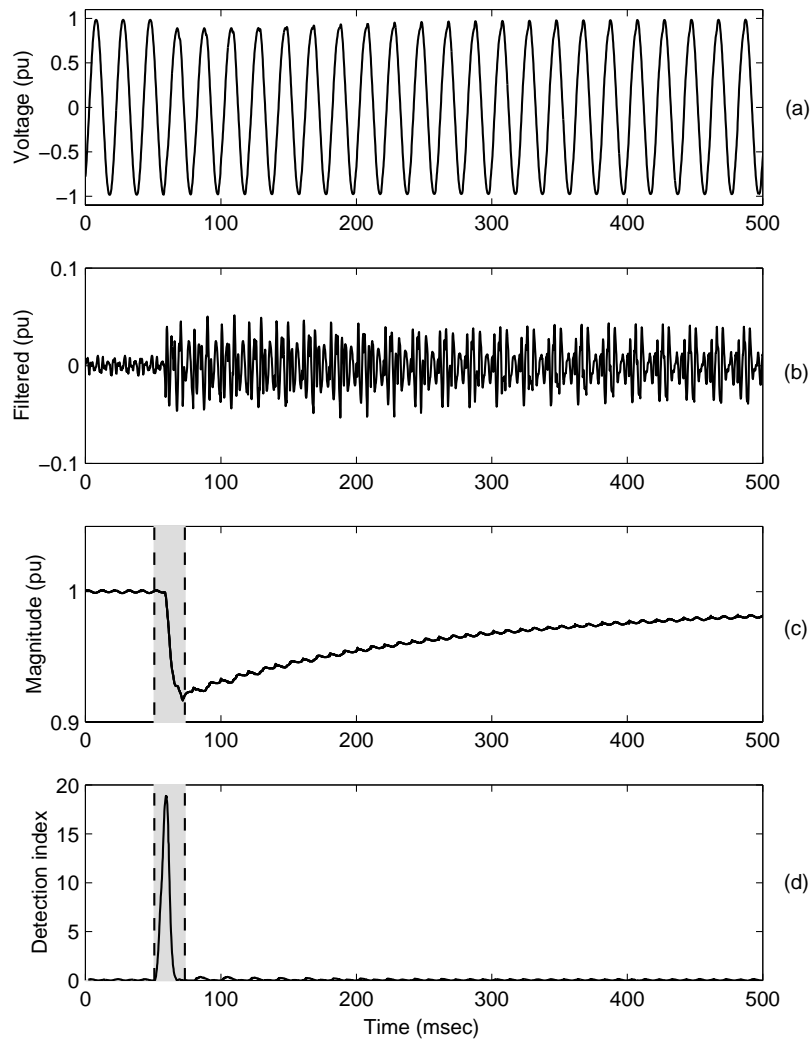 1
0.5
0
−0.5
−1
Voltage (pu)
(a)
0 100 200 300 400 500
0.1
0
−0.1
Filtered (pu)
(b)
0 100 200 300 400 500
1
0.9
Magnitude (pu)
(c)
0 100 200 300 400 500
20
15
10
5
0
Detection index
(d)
0 100 200 300 400 500
Time (msec)